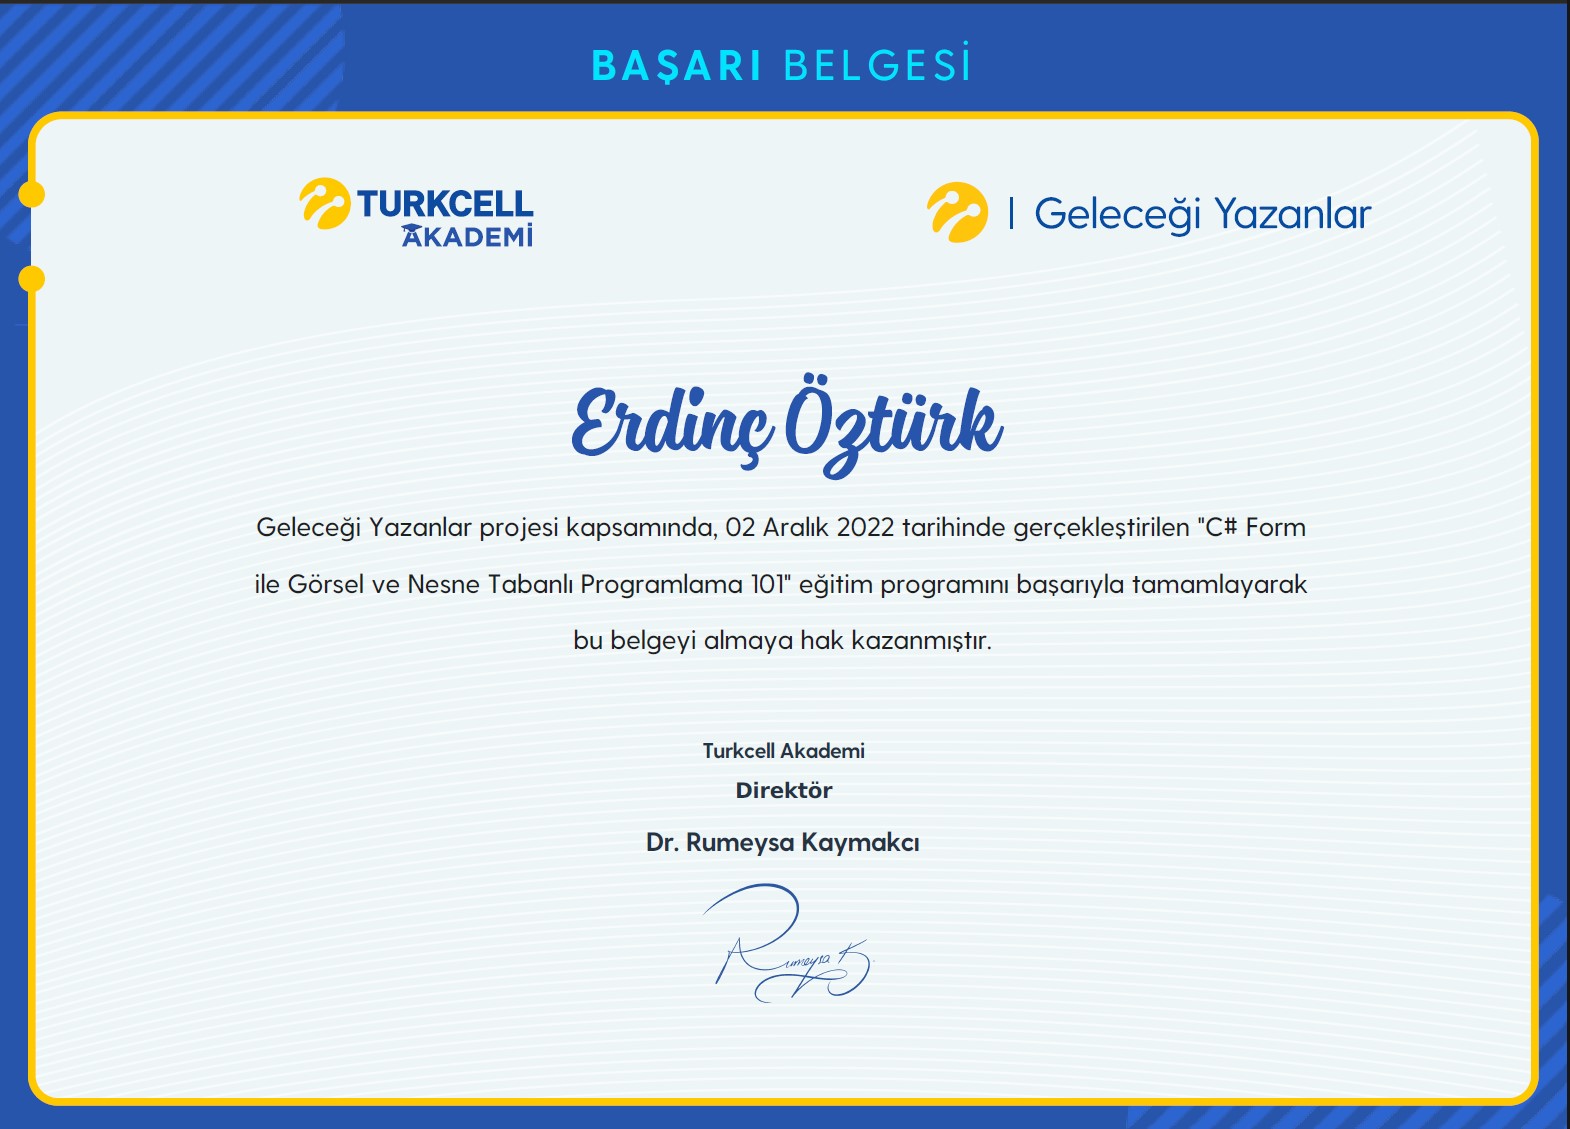 BAŞARI BELGESİ
TURKCELL
AKADEMİ
| Geleceği Yazanlar
Erdinç Öztürk
Geleceği Yazanlar projesi kapsamında, 02 Aralık 2022 tarihinde gerçekleştirilen "C# Form
ile Görsel ve Nesne Tabanlı Programlama 101" eğitim programını başarıyla tamamlayarak
bu belgeyi almaya hak kazanmıştır.
Turkcell Akademi
Direktör
Dr. Rumeysa Kaymakcı
Rumeysa K.